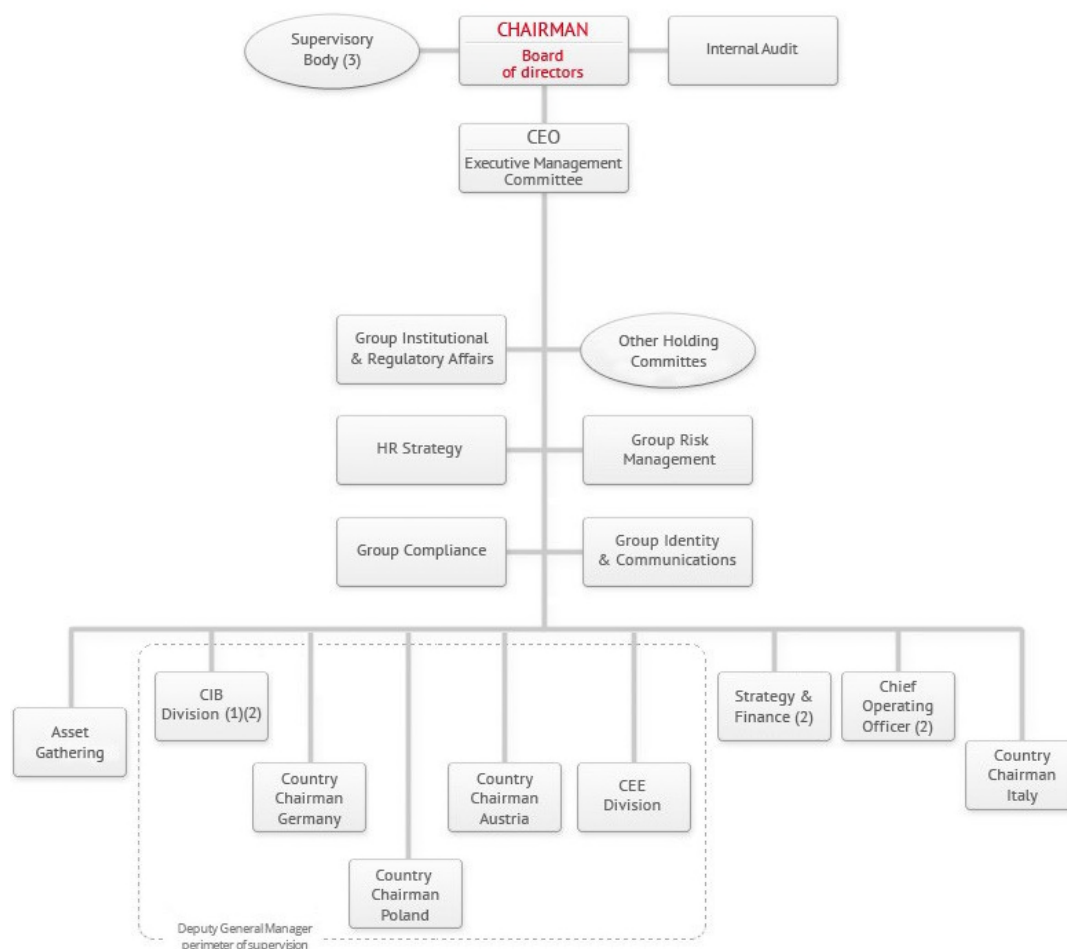 Supervisory
Body (3)
CHAIRMAN
Board
of directors
Internal Audit
CEO
Executive Management
Committee
Group Institutional
& Regulatory Affairs
Other Holding
Committes
HR Strategy
Group Risk
Management
Group Compliance
Group Identity
& Communications
Asset
Gathering
CIB
Division (1)(2)
Country
Chairman
Germany
Country
Chairman
Poland
Country
Chairman
Austria
CEE
Division
Strategy &
Finance (2)
Chief
Operating
Officer (2)
Country
Chairman
Italy
Deputy General Manager
perimeter of supervision